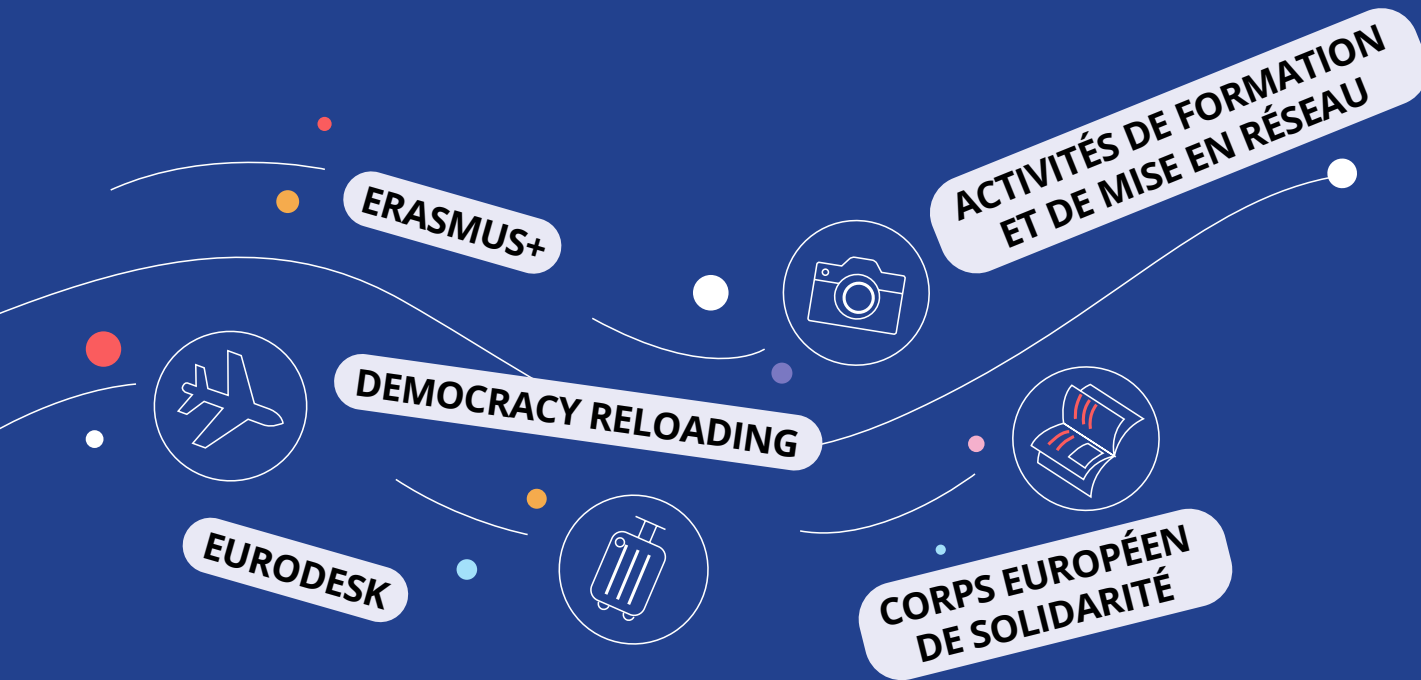 ACTIVITÉS DE FORMATION
ET DE MISE EN RÉSEAU
ERASMUS+
DEMOCRACY RELOADING
EURODESK
CORPS EUROPÉEN
DE SOLIDARITÉ